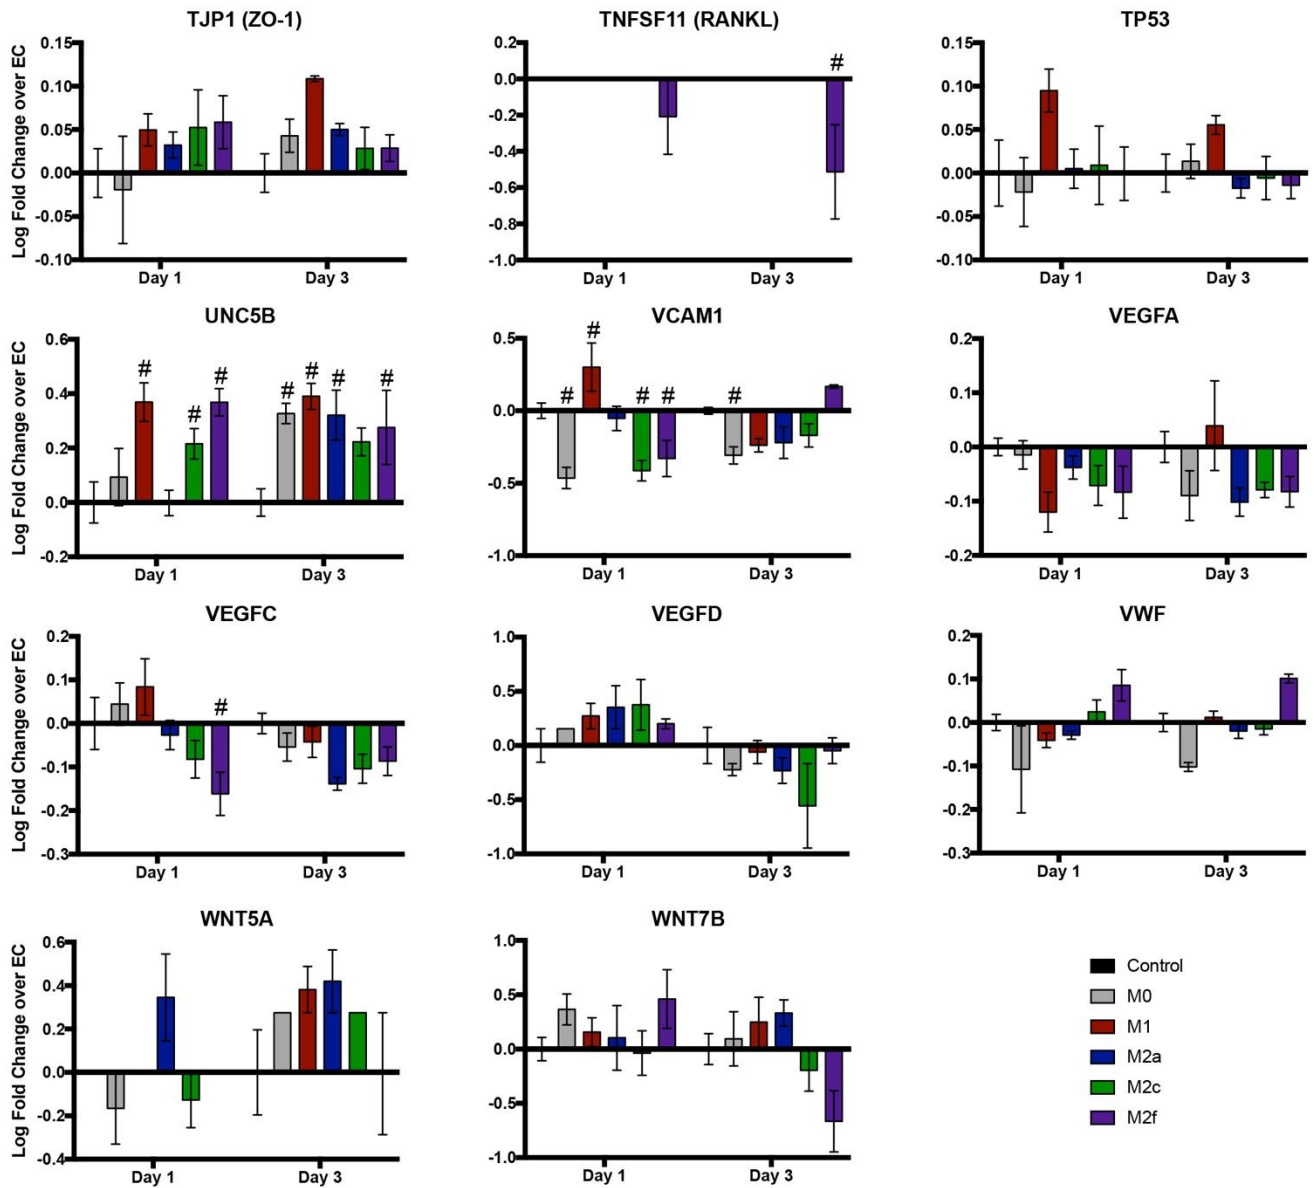 TJP1 (ZO-1)
TNFSF11 (RANKL)
TP53
Log Fold Change over EC
0.15
0.10
0.05
0.00
-0.05
-0.10
Day 1
Day 3
0.2
0.0
-0.2
-0.4
-0.6
-0.8
-1.0
#
Day 1
Day 3
0.15
0.10
0.05
0.00
-0.05
-0.10
Day 1
Day 3
UNC5B
VCAM1
VEGFA
Log Fold Change over EC
0.6
0.4
0.2
0.0
-0.2
# # # # # # #
Day 1
Day 3
0.5
0.0
-0.5
-1.0
# # # # #
Day 1
Day 3
0.2
0.1
0.0
-0.1
-0.2
Day 1
Day 3
VEGFC
VEGFD
VWF
Log Fold Change over EC
0.2
0.1
0.0
-0.1
-0.2
-0.3
#
Day 1
Day 3
1.0
0.5
0.0
-0.5
-1.0
Day 1
Day 3
0.2
0.1
0.0
-0.1
-0.2
-0.3
Day 1
Day 3
WNT5A
WNT7B
Log Fold Change over EC
0.6
0.4
0.2
0.0
-0.2
-0.4
Day 1
Day 3
1.0
0.5
0.0
-0.5
-1.0
Day 1
Day 3
Control
M0
M1
M2a
M2c
M2f